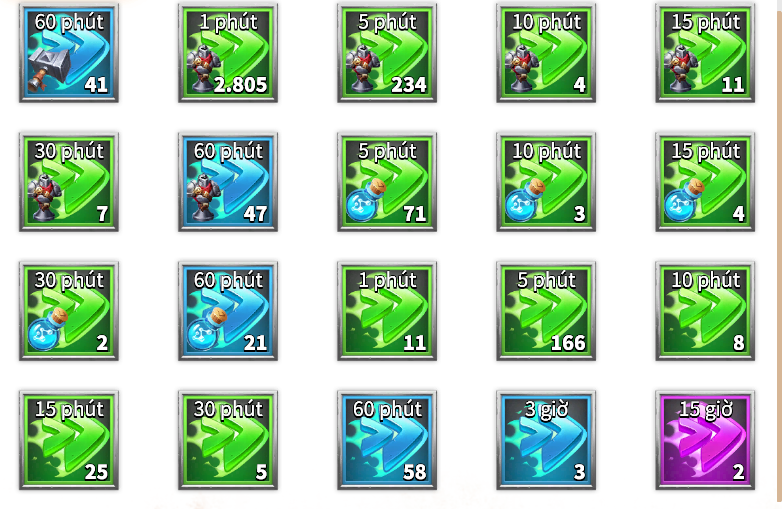 60 phút 1 phút 5 phút 10 phút 15 phút
41 2.805 234 4 11
30 phút 60 phút 5 phút 10 phút 15 phút
7 47 71 3 4
30 phút 60 phút 1 phút 5 phút 10 phút
2 21 11 166 8
15 phút 30 phút 60 phút 3 giờ 15 giờ
25 5 58 3 2